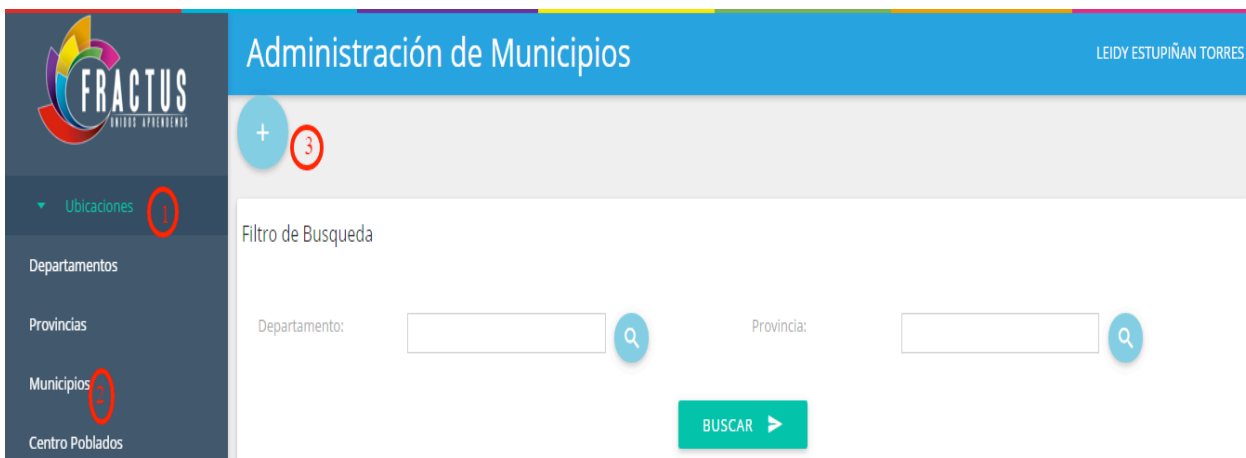 FRACTUS
UNIDOS APRENDEMOS
Administración de Municipios
LEIDY ESTUPIÑAN TORRES
+
3
Ubicaciones
1
Departamentos
Provincias
Municipios
2
Centro Poblados
Filtro de Busqueda
Departamento:
Provincia:
BUSCAR